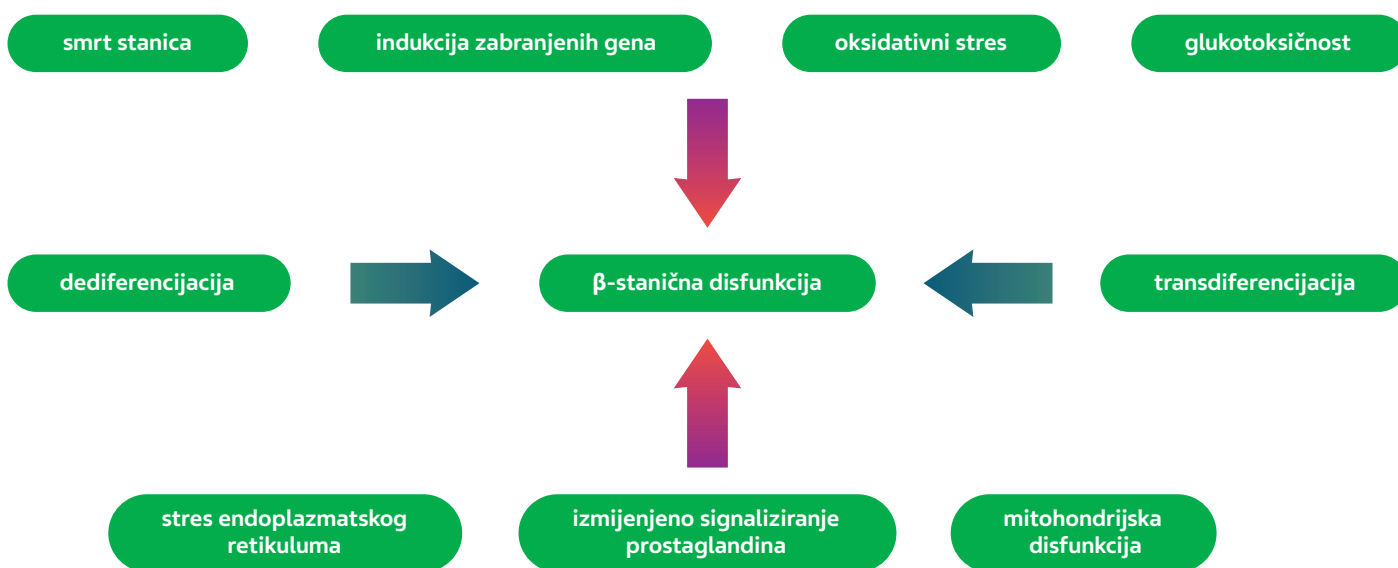 smrt stanica
indukcija zabranjenih gena
oksidativni stres
glukotoksičnost
dediferencijacija
β-stanična disfunkcija
transdiferencijacija
stres endoplazmatskog
retikuluma
izmijenjeno signaliziranje
prostaglandina
mitohondrijska
disfunkcija